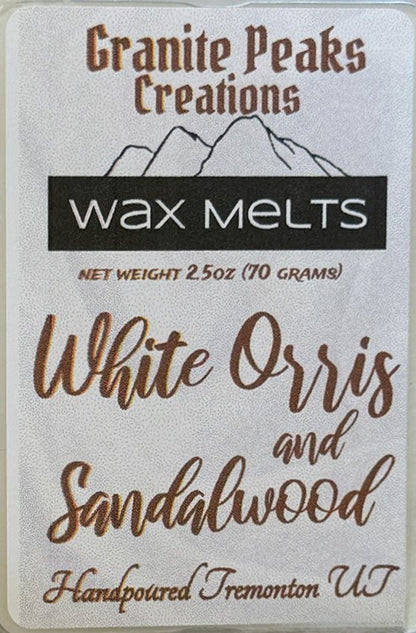 Granite Peaks
Creations
wax melts
NET WEIGHT 2.5OZ (70 GRAMS)
White Orris
and
Sandalwood
Handpoured Tremonton UT